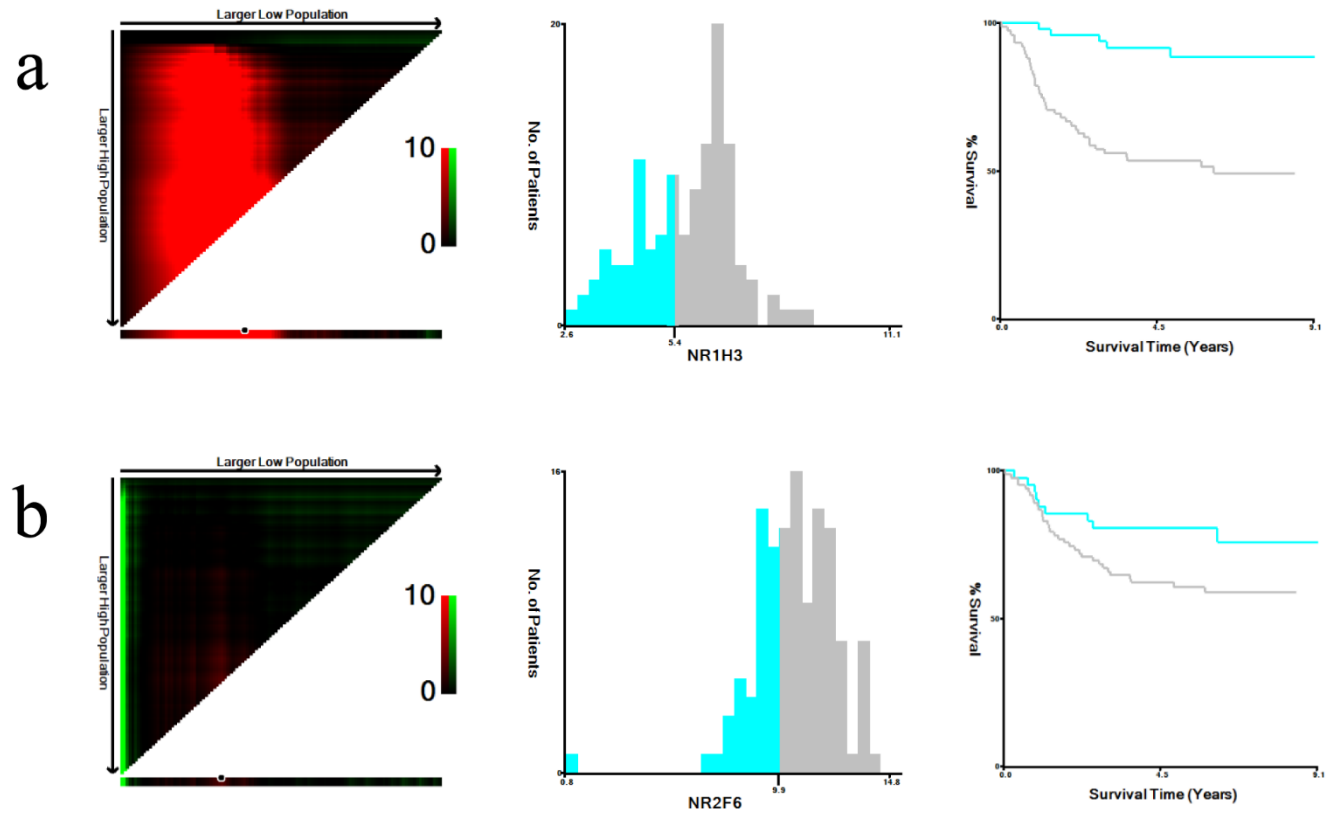 a
Larger Low Population
Larger High Population
10
0
No. of Patients
20
0
2.6
5.4
11.1
NR1H3
% Survival
100
50
0
0.0
4.5
9.1
Survival Time (Years)
b
Larger Low Population
Larger High Population
10
0
No. of Patients
16
0
0.8
9.9
14.8
NR2F6
% Survival
100
50
0
0.0
4.5
9.1
Survival Time (Years)